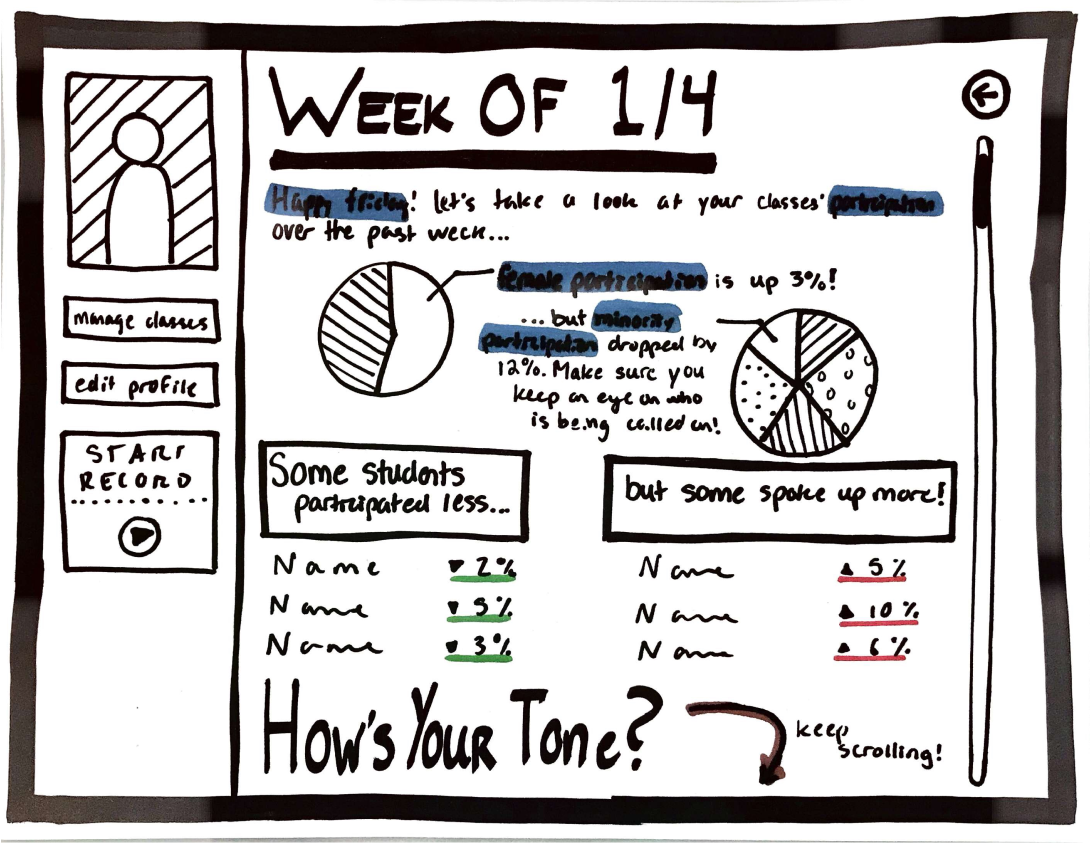 WEEK OF 1/4
Happy friday! let's take a look at your classes' participation
over the past week...
female participation is up 3%!
... but minority
participation dropped by
12%. Make sure you
keep an eye on who
is being called on!
manage classes
edit profile
START
RECORD
Some students
participated less...
Name ▼ 2%
Name ▼ 5%
Name ▼ 3%
but some spoke up more!
Name ▲ 5%
Name ▲ 10%
Name ▲ 6%
HOW'S YOUR TONE?
keep
scrolling!